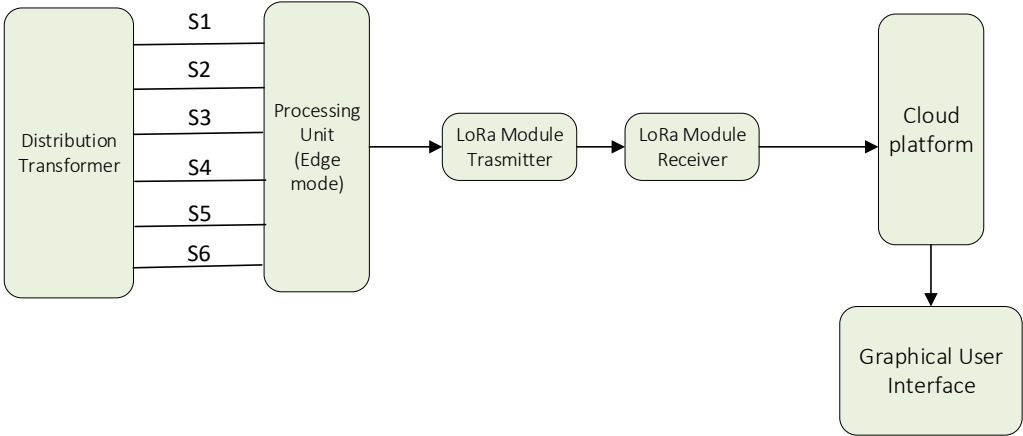 S1
S2
S3
S4
S5
S6
Distribution
Transformer
Processing
Unit
(Edge
mode)
LoRa Module
Trasmitter
LoRa Module
Receiver
Cloud
platform
Graphical User
Interface